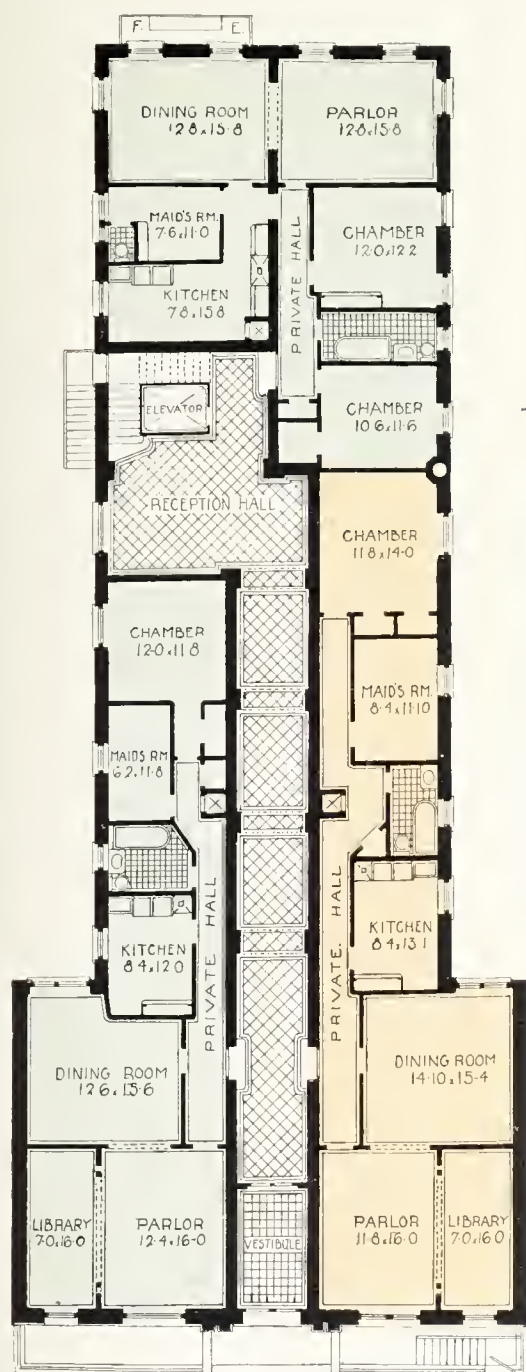 F. E.
DINING ROOM
12·8 x 15·8
PARLOR
12·8 x 15·8
MAID'S RM.
7·6 x 11·0
CHAMBER
12·0 x 12·2
KITCHEN
7·8 x 15·8
PRIVATE HALL
ELEVATOR
CHAMBER
10·6 x 11·6
RECEPTION HALL
CHAMBER
11·8 x 14·0
CHAMBER
12·0 x 11·8
MAID'S RM.
8·4 x 11·10
MAID'S RM
6·2 x 11·8
PRIVATE HALL
PRIVATE. HALL
KITCHEN
8·4 x 12·0
KITCHEN
8·4 x 13·1
DINING ROOM
12·6 x 15·6
DINING ROOM
14·10 x 15·4
LIBRARY
7·0 x 16·0
PARLOR
12·4 x 16·0
VESTIBULE
PARLOR
11·8 x 16·0
LIBRARY
7·0 x 16·0